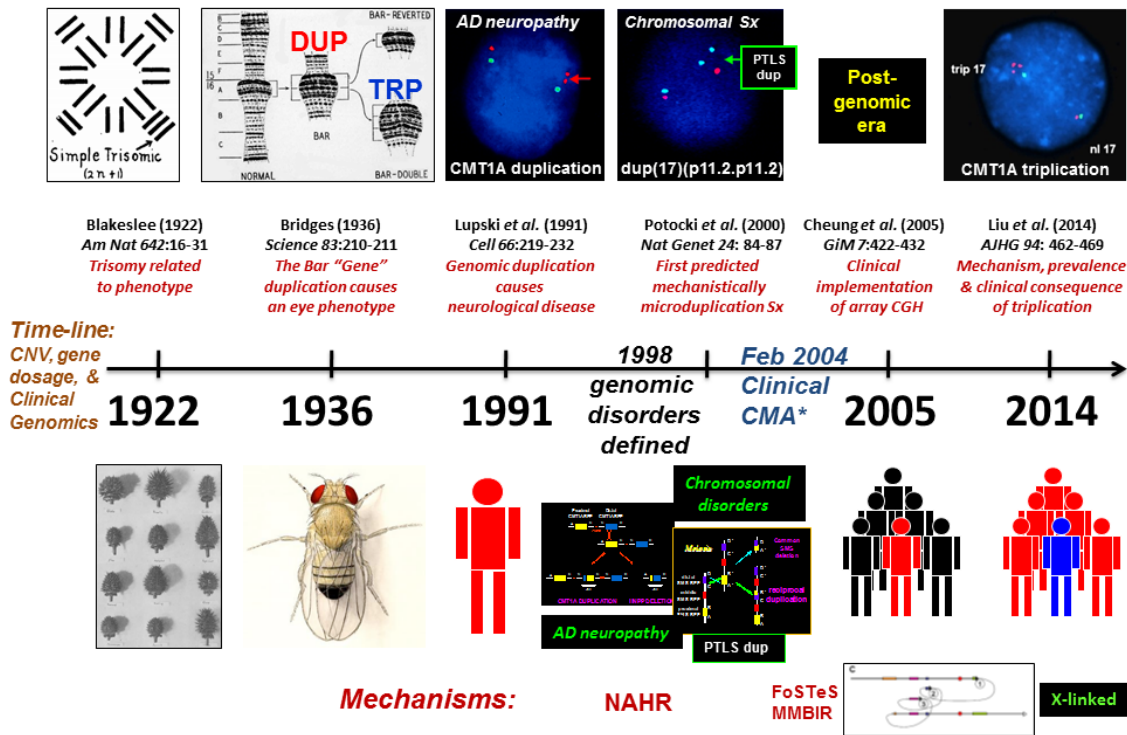 Simple Trisomic
(2n+1)
B
C
D
E
F
15
16
A
B
C
NORMAL
DUP
BAR
BAR-REVERTED
TRP
BAR-DOUBLE
AD neuropathy
CMT1A duplication
Chromosomal Sx
PTLS
dup
dup(17)(p11.2.p11.2)
Post-
genomic
era
trip 17
nl 17
CMT1A triplication
Blakeslee (1922)
Am Nat 642:16-31
Trisomy related
to phenotype
Bridges (1936)
Science 83:210-211
The Bar “Gene”
duplication causes
an eye phenotype
Lupski et al. (1991)
Cell 66:219-232
Genomic duplication
causes
neurological disease
Potocki et al. (2000)
Nat Genet 24: 84-87
First predicted
mechanistically
microduplication Sx
Cheung et al. (2005)
GiM 7:422-432
Clinical
implementation
of array CGH
Liu et al. (2014)
AJHG 94: 462-469
Mechanism, prevalence
& clinical consequence
of triplication
Time-line:
CNV, gene
dosage, &
Clinical
Genomics
1922
1936
1991
1998
genomic
disorders
defined
Feb 2004
Clinical
CMA*
2005
2014
Chromosomal
disorders
Meiosis
Common
SMS
deletion
reciprocal
duplication
CMT1A DUPLICATION
HNPP DELETION
AD neuropathy
PTLS dup
Mechanisms:
NAHR
FoSTeS
MMBIR
C
1
2
3
X-linked